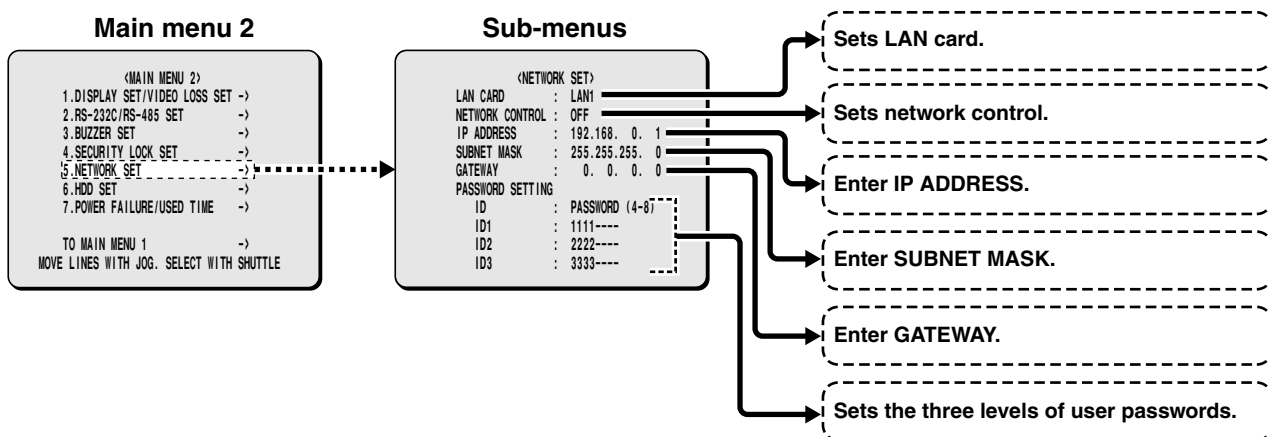 Main menu 2
<MAIN MENU 2>
1.DISPLAY SET/VIDEO LOSS SET ->
2.RS-232C/RS-485 SET ->
3.BUZZER SET ->
4.SECURITY LOCK SET ->
5.NETWORK SET ->
6.HDD SET ->
7.POWER FAILURE/USED TIME ->
TO MAIN MENU 1 ->
MOVE LINES WITH JOG. SELECT WITH SHUTTLE
Sub-menus
<NETWORK SET>
LAN CARD : LAN1
NETWORK CONTROL : OFF
IP ADDRESS : 192.168. 0. 1
SUBNET MASK : 255.255.255. 0
GATEWAY : 0. 0. 0. 0
PASSWORD SETTING
ID : PASSWORD (4-8)
ID1 : 1111----
ID2 : 2222----
ID3 : 3333----
Sets LAN card.
Sets network control.
Enter IP ADDRESS.
Enter SUBNET MASK.
Enter GATEWAY.
Sets the three levels of user passwords.